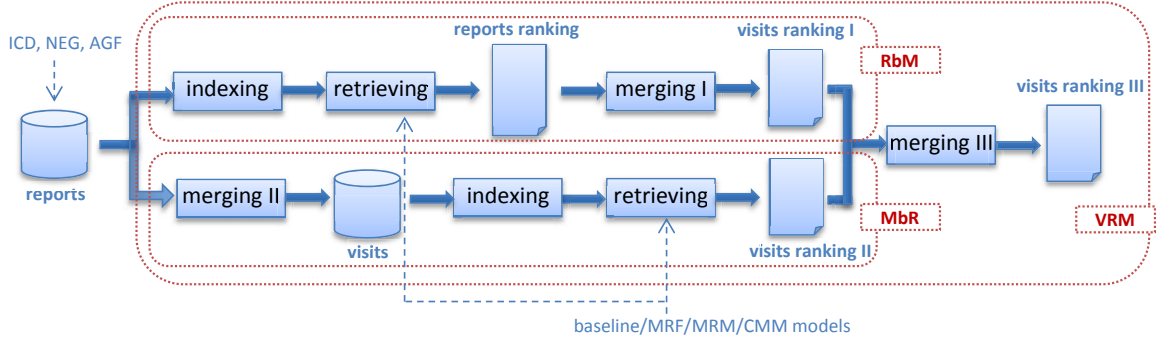 ICD, NEG, AGF
reports
indexing
retrieving
reports ranking
merging I
visits ranking I
RbM
merging II
visits
indexing
retrieving
visits ranking II
MbR
merging III
visits ranking III
VRM
baseline/MRF/MRM/CMM models